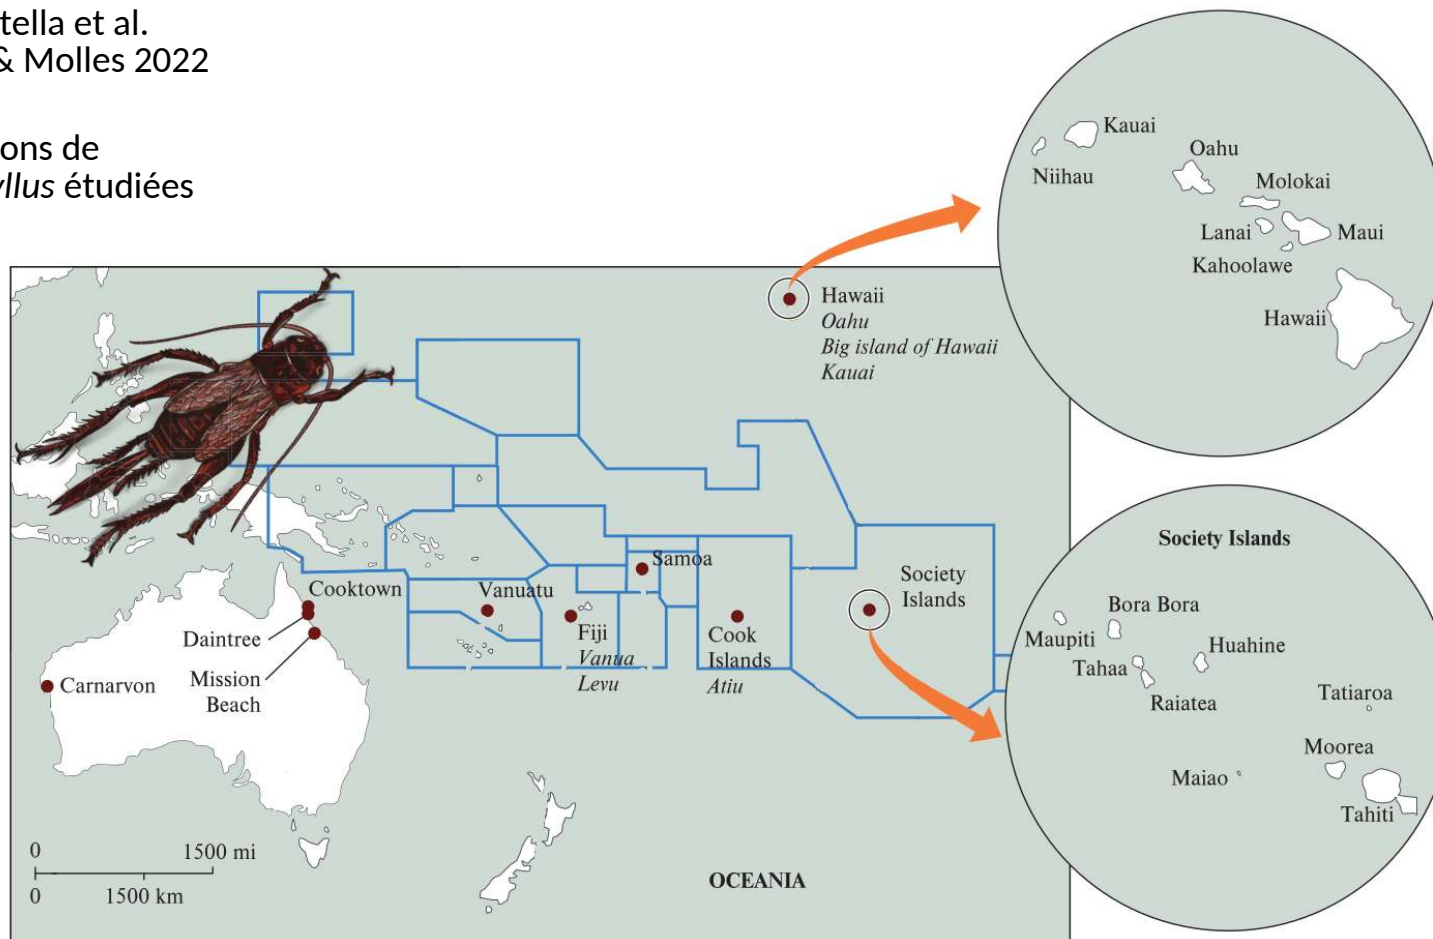 tella et al.
& Molles 2022
ons de
yllus étudiées
Kauai
Niihau
Oahu
Molokai
Lanai
Maui
Kahoolawe
Hawaii
Hawaii
Oahu
Big island of Hawaii
Kauai
Samoa
Society
Islands
Cooktown
Vanuatu
Daintree
Fiji
Vanua
Levu
Cook
Islands
Atiu
Mission
Beach
Carnarvon
Society Islands
Bora Bora
Maupiti
Huahine
Tahaa
Raiatea
Tatiaroa
Moorea
Maiao
Tahiti
0 1500 mi
0 1500 km
OCEANIA